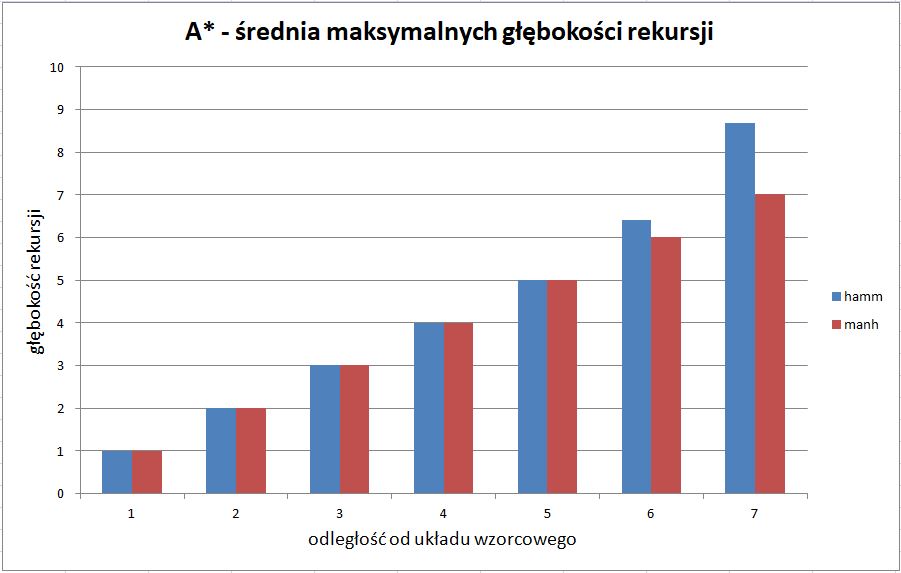 A* - średnia maksymalnych głębokości rekursji
10
9
8
7
6
5
4
3
2
1
0
głębokość rekursji
1 2 3 4 5 6 7
odległość od układu wzorcowego
hamm
manh